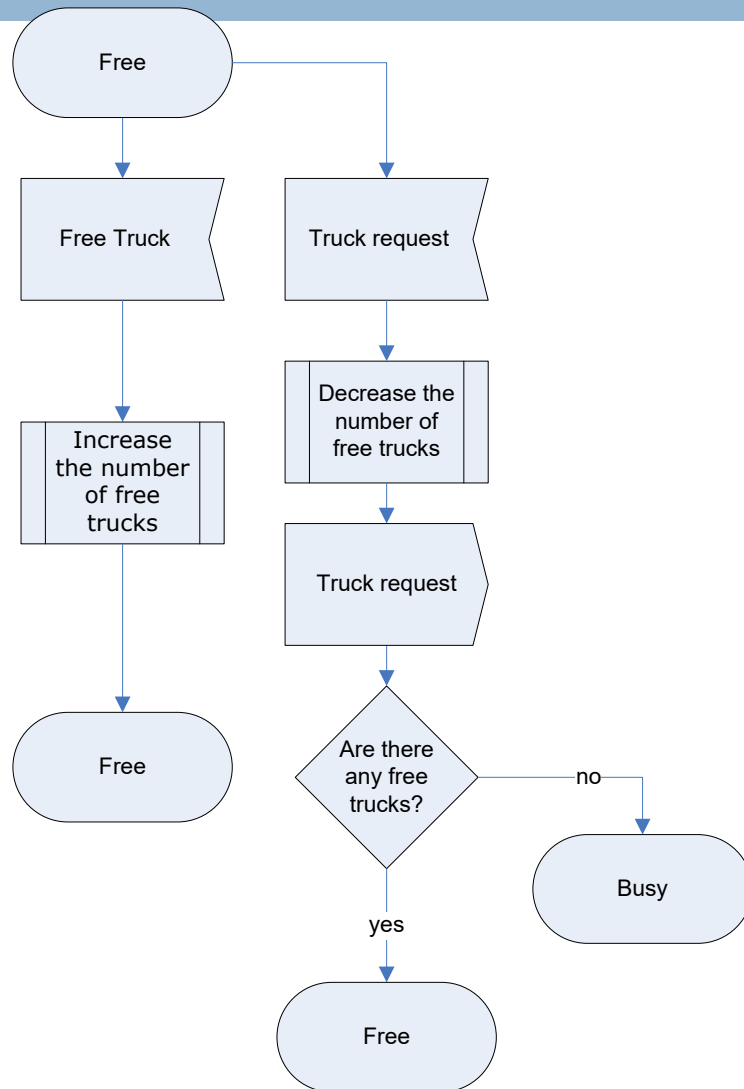 Free
Free Truck
Truck request
Decrease the
number of
free trucks
Increase
the number
of free
trucks
Truck request
Are there
any free
trucks?
no
Free
Busy
yes
Free